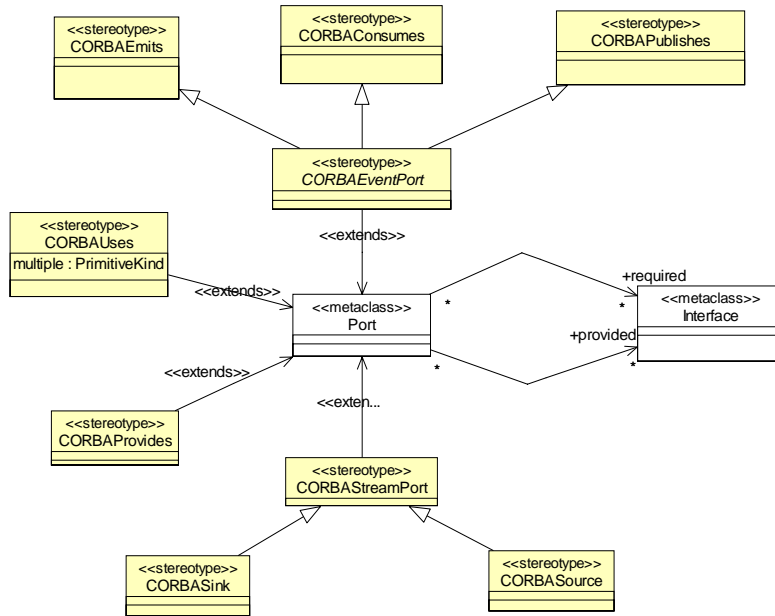 <<stereotype>>
CORBAEmits
<<stereotype>>
CORBAConsumes
<<stereotype>>
CORBAPublishes
<<stereotype>>
CORBAEventPort
<<stereotype>>
CORBAUses
multiple : PrimitiveKind
<<extends>>
<<extends>>
<<metaclass>>
Port
*
+required
*
<<metaclass>>
Interface
+provided
*
*
<<extends>>
<<exten...
<<stereotype>>
CORBAProvides
<<stereotype>>
CORBAStreamPort
<<stereotype>>
CORBASink
<<stereotype>>
CORBASource